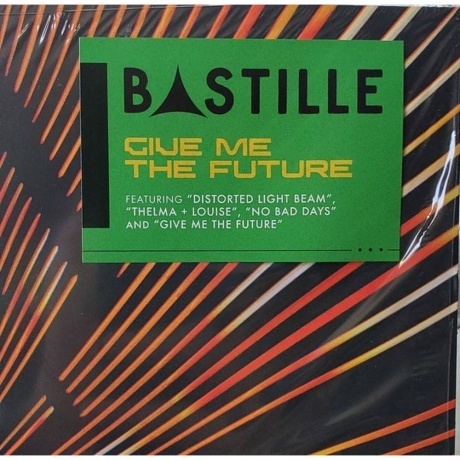 BASTILLE
GIVE ME
THE FUTURE
FEATURING “DISTORTED LIGHT BEAM”,
“THELMA + LOUISE”, “NO BAD DAYS”
AND “GIVE ME THE FUTURE”